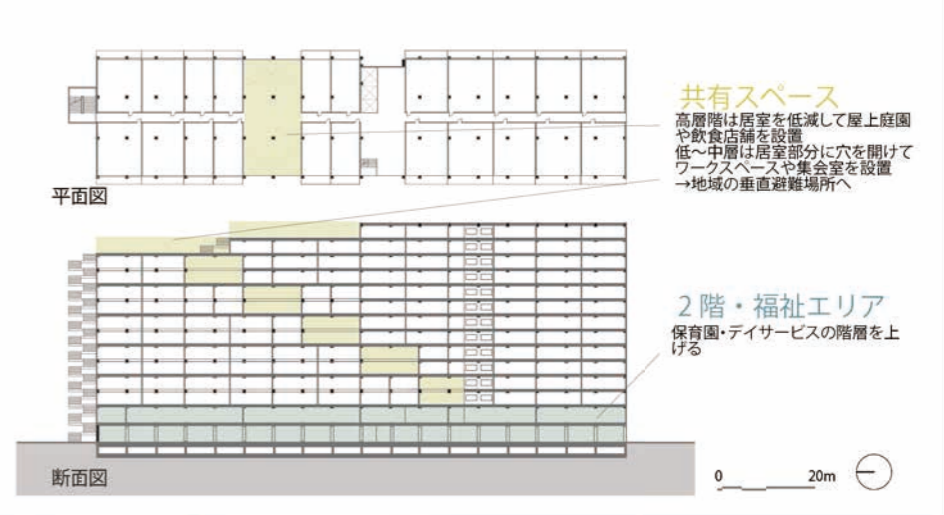 共有スペース
高層階は居室を低減して屋上庭園
や飲食店舗を設置
低～中層は居室部分に穴を開けて
ワークスペースや集会室を設置
→地域の垂直避難場所へ
平面図
２階・福祉エリア
保育園・デイサービスの階層を上
げる
断面図
0 20m